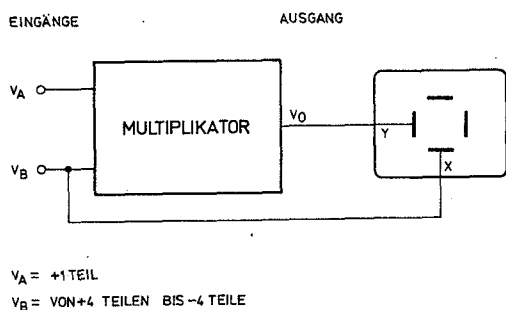 EINGÄNGE
AUSGANG
VA
VB
MULTIPLIKATOR
VO
Y
X
VA = +1 TEIL
VB = VON +4 TEILEN BIS -4 TEILE